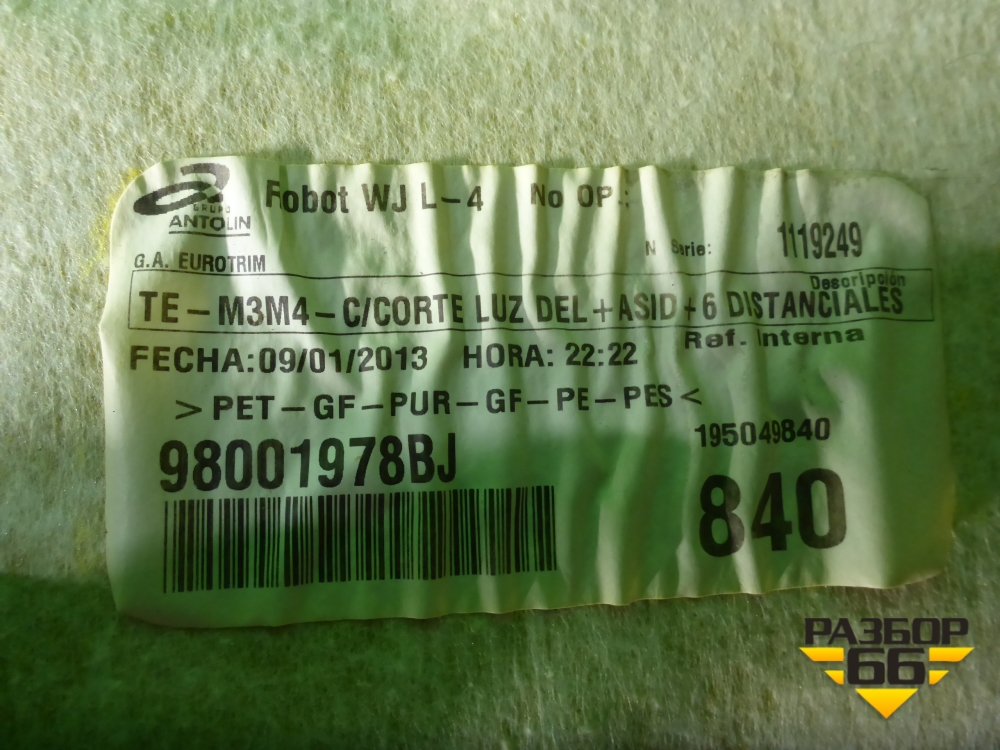 GRUPO
ANTOLIN
Fobot WJ L-4 No OP.:
G.A. EUROTRIM
N Serie: 1119249
Descripción
TE-M3M4-C/CORTE LUZ DEL+ASID+6 DISTANCIALES
Ref. Interna
FECHA:09/01/2013 HORA: 22:22
>PET-GF-PUR-GF-PE-PES<
195049840
98001978BJ
840
РАЗБОР
66